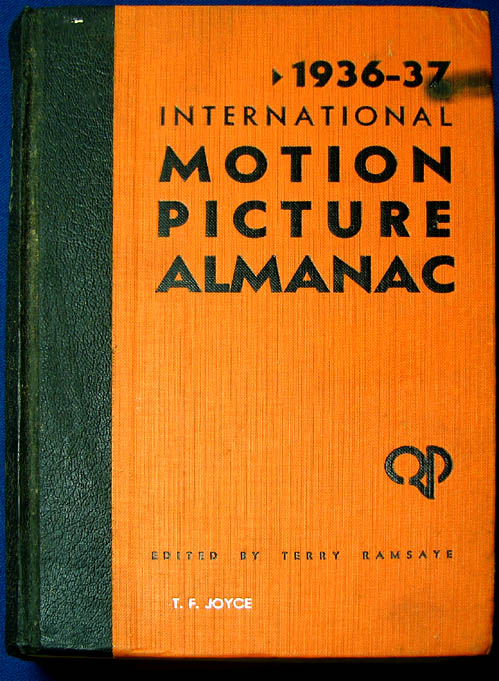 1936-37
INTERNATIONAL
MOTION
PICTURE
ALMANAC
QP
EDITED BY TERRY RAMSAYE
T. F. JOYCE